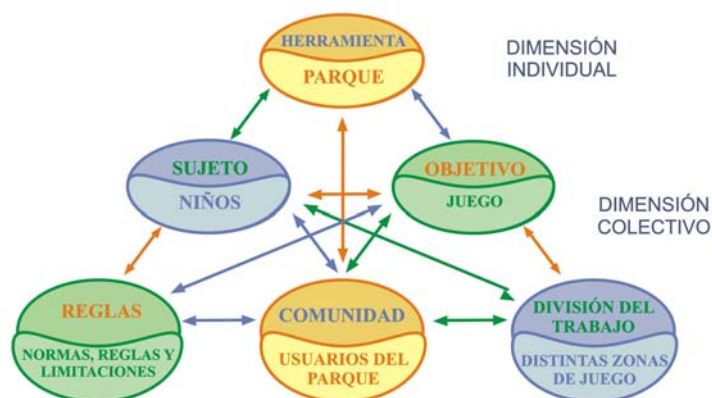 HERRAMIENTA
PARQUE
DIMENSIÓN
INDIVIDUAL
SUJETO
NIÑOS
OBJETIVO
JUEGO
DIMENSIÓN
COLECTIVO
REGLAS
NORMAS, REGLAS Y
LIMITACIONES
COMUNIDAD
USUARIOS DEL
PARQUE
DIVISIÓN DEL
TRABAJO
DISTINTAS ZONAS
DE JUEGO